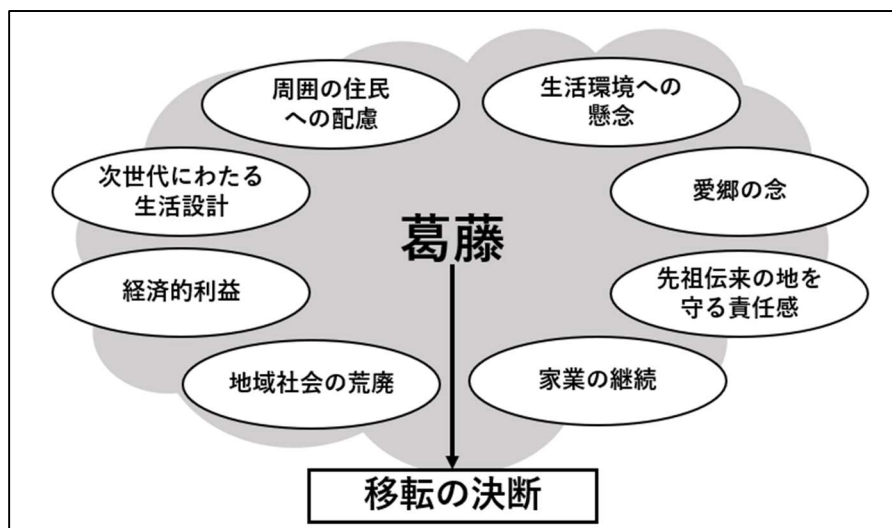 周囲の住民
への配慮
生活環境への
懸念
次世代にわたる
生活設計
愛郷の念
葛藤
経済的利益
先祖伝来の地を
守る責任感
地域社会の荒廃
家業の継続
移転の決断